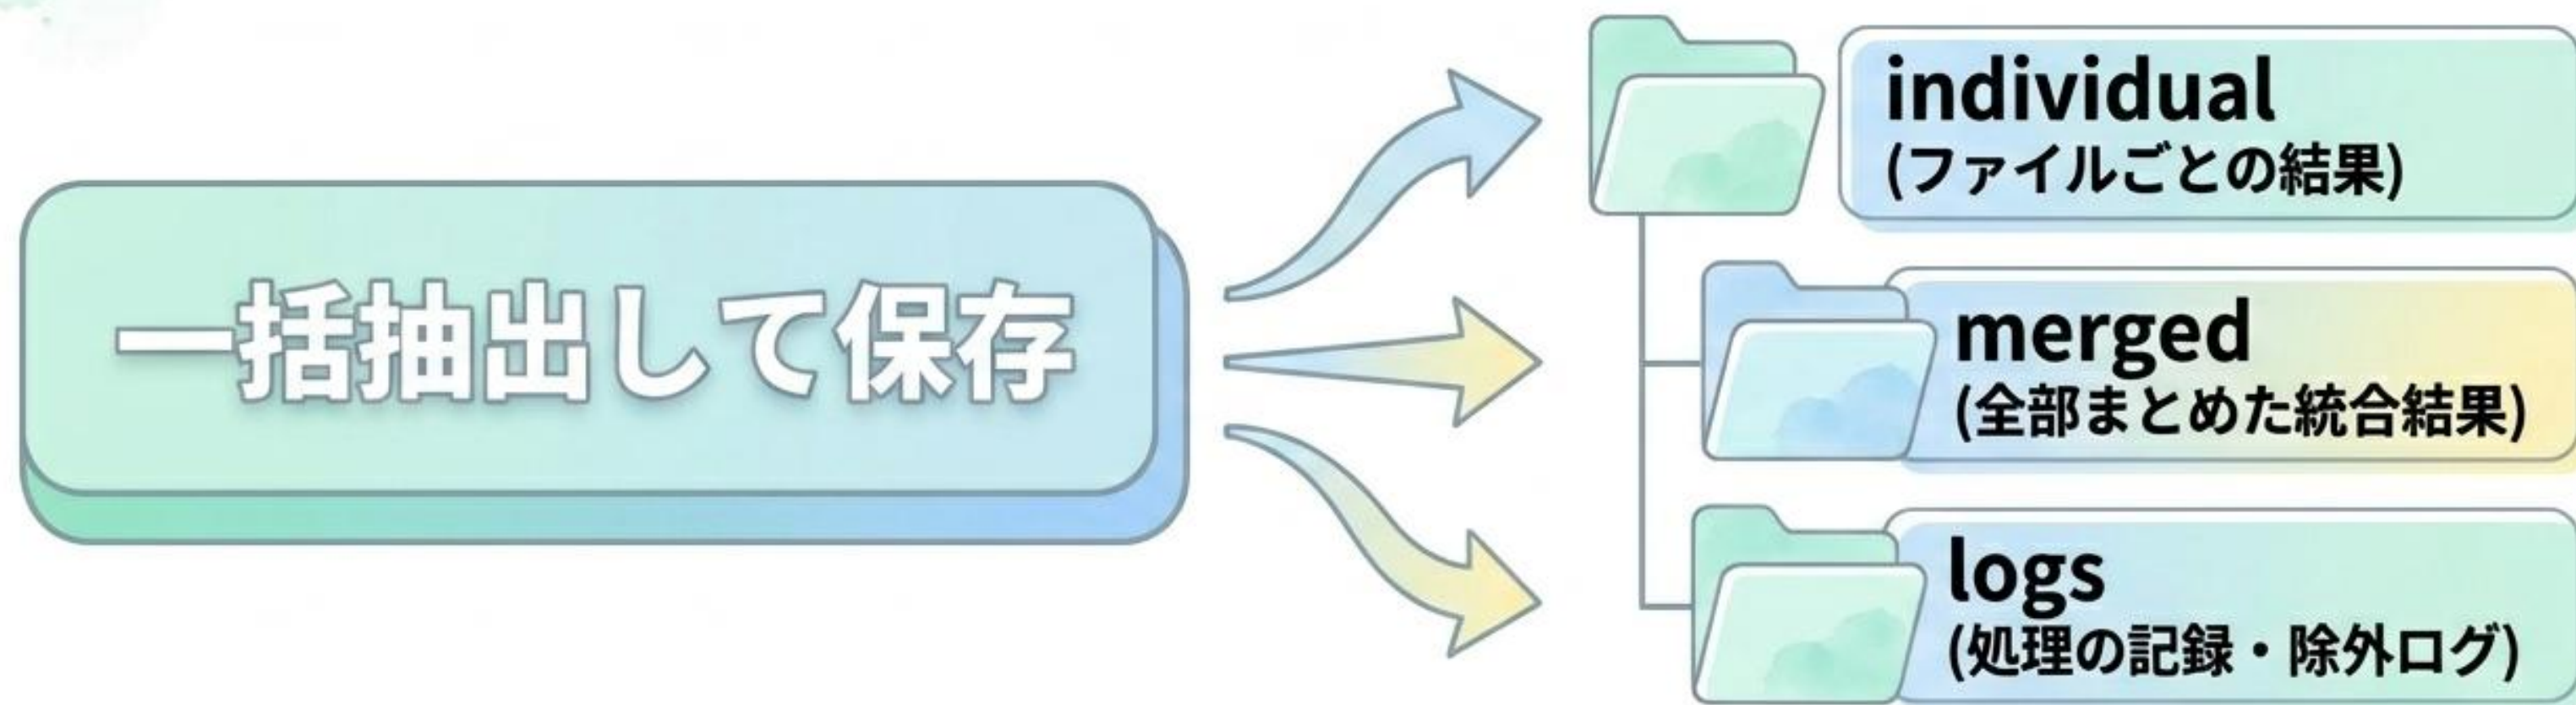 一括抽出して保存
individual
(ファイルごとの結果)
merged
(全部まとめた統合結果)
logs
(処理の記録・除外ログ)